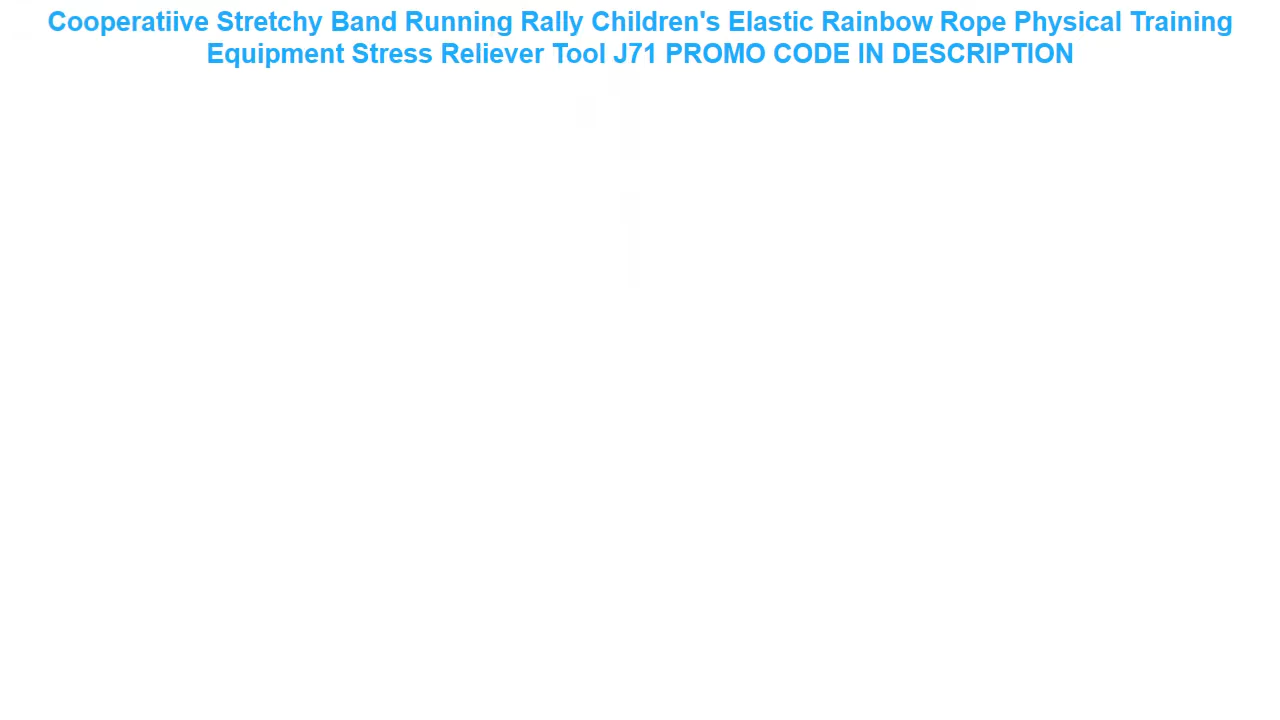 Cooperatiive Stretchy Band Running Rally Children's Elastic Rainbow Rope Physical Training
Equipment Stress Reliever Tool J71 PROMO CODE IN DESCRIPTION